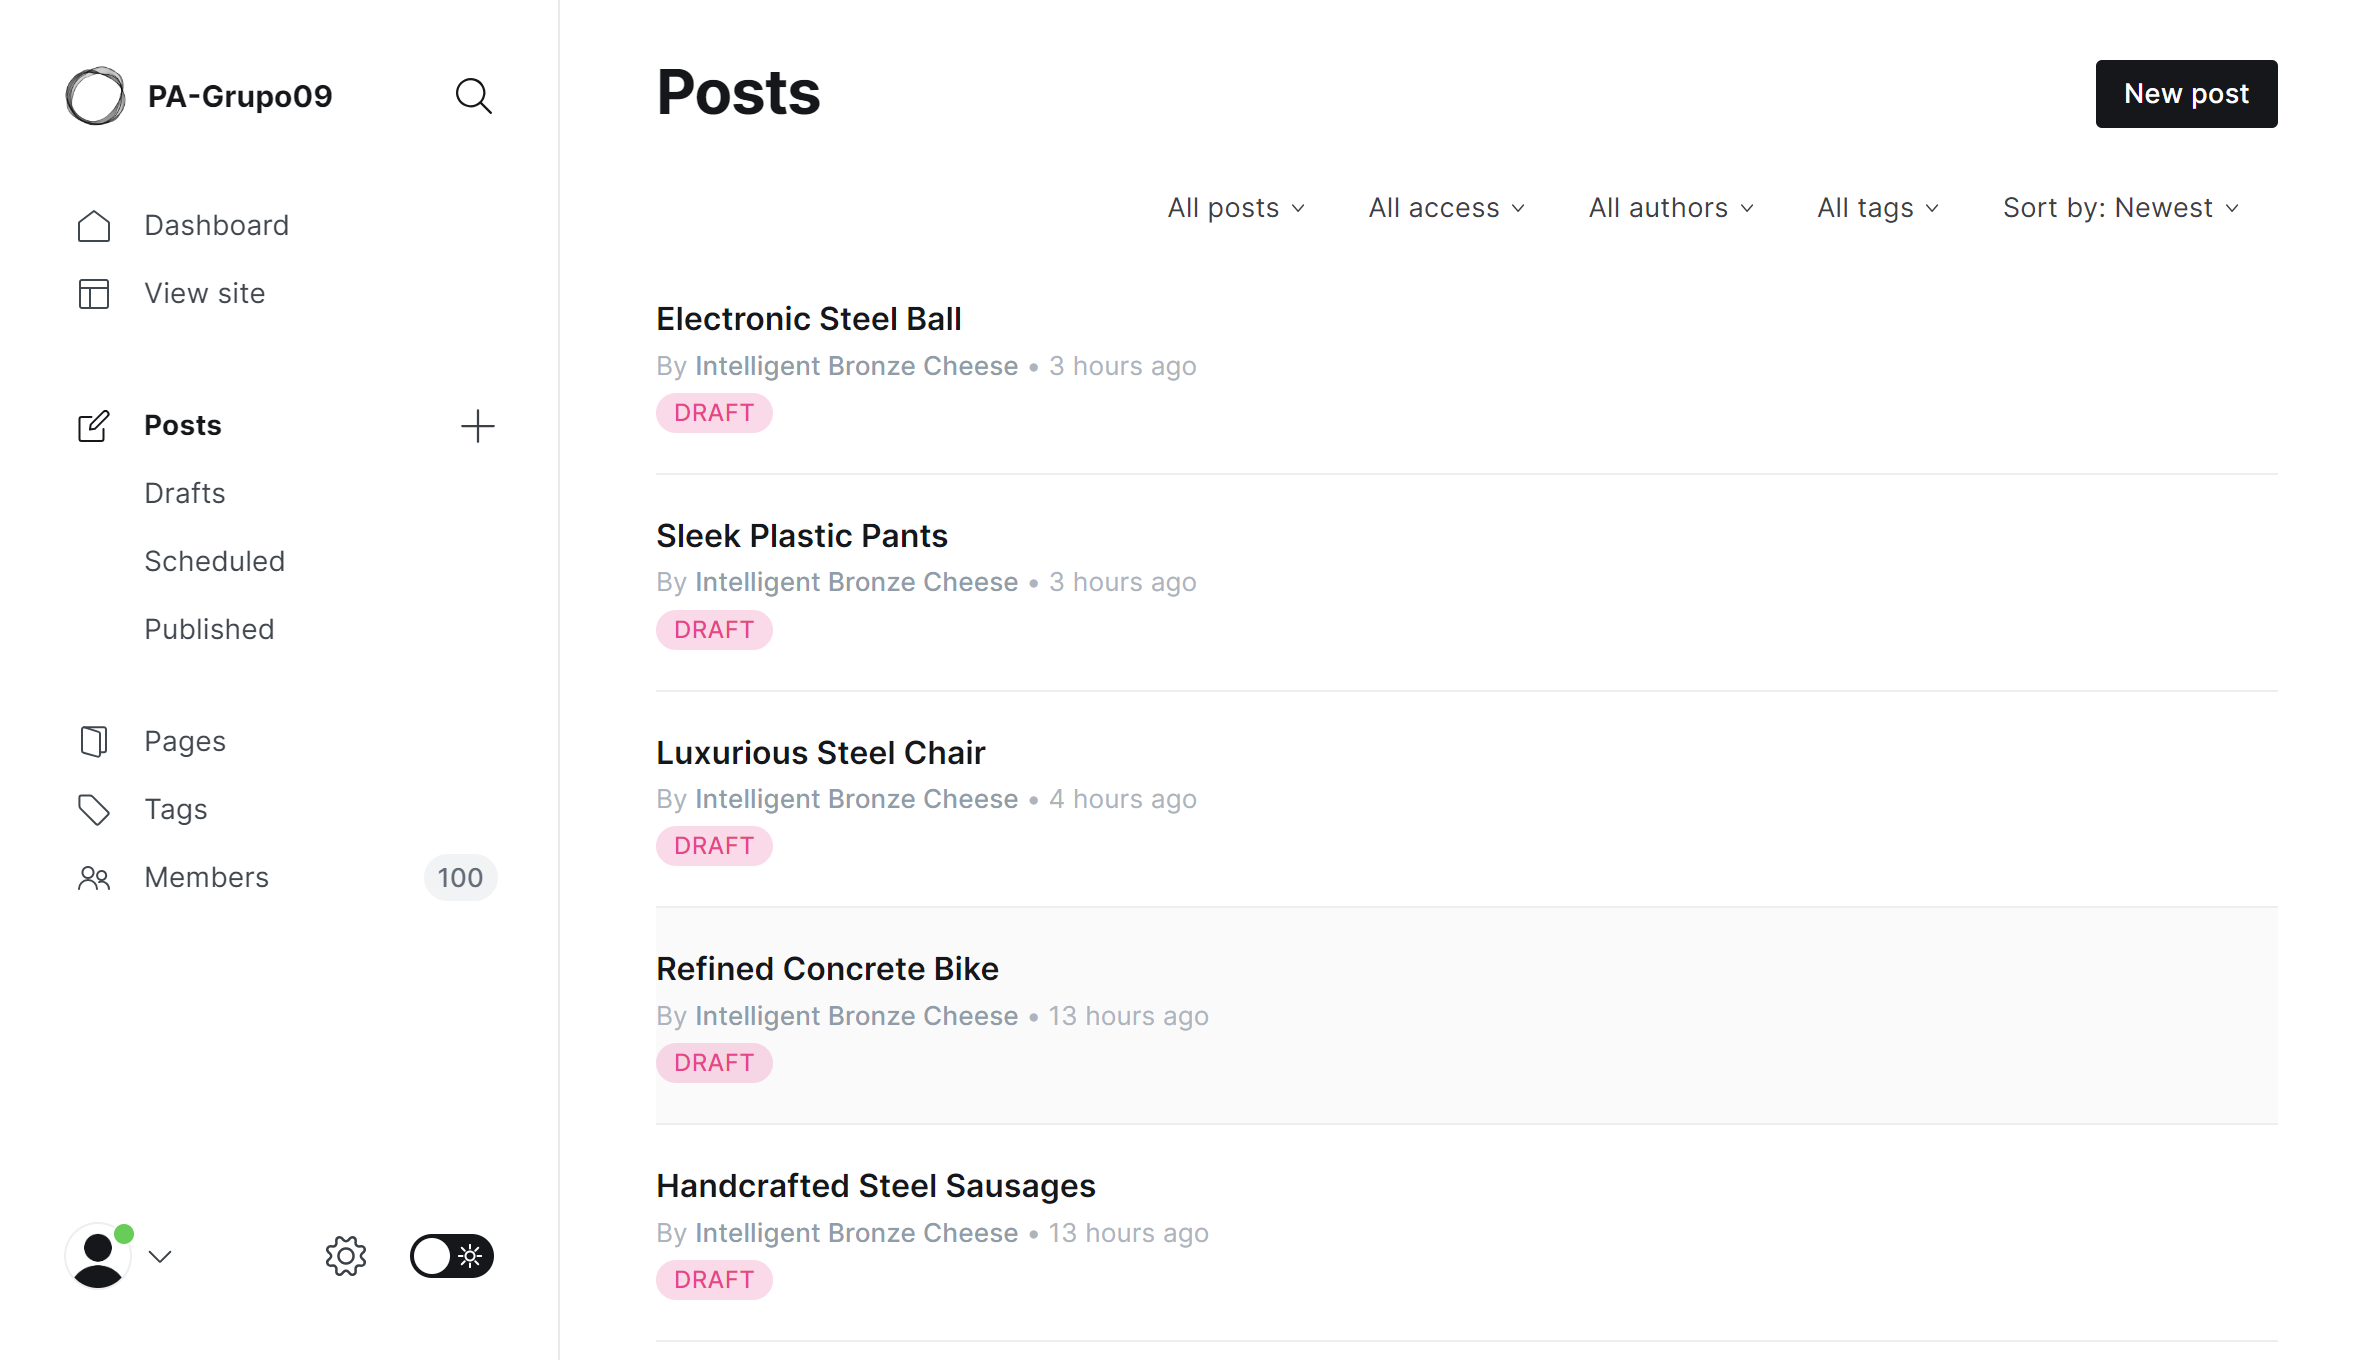 PA-Grupo09
Dashboard
View site
Posts
Drafts
Scheduled
Published
Pages
Tags
Members 100
Posts
New post
All posts All access All authors All tags Sort by: Newest
Electronic Steel Ball
By Intelligent Bronze Cheese • 3 hours ago
DRAFT
Sleek Plastic Pants
By Intelligent Bronze Cheese • 3 hours ago
DRAFT
Luxurious Steel Chair
By Intelligent Bronze Cheese • 4 hours ago
DRAFT
Refined Concrete Bike
By Intelligent Bronze Cheese • 13 hours ago
DRAFT
Handcrafted Steel Sausages
By Intelligent Bronze Cheese • 13 hours ago
DRAFT